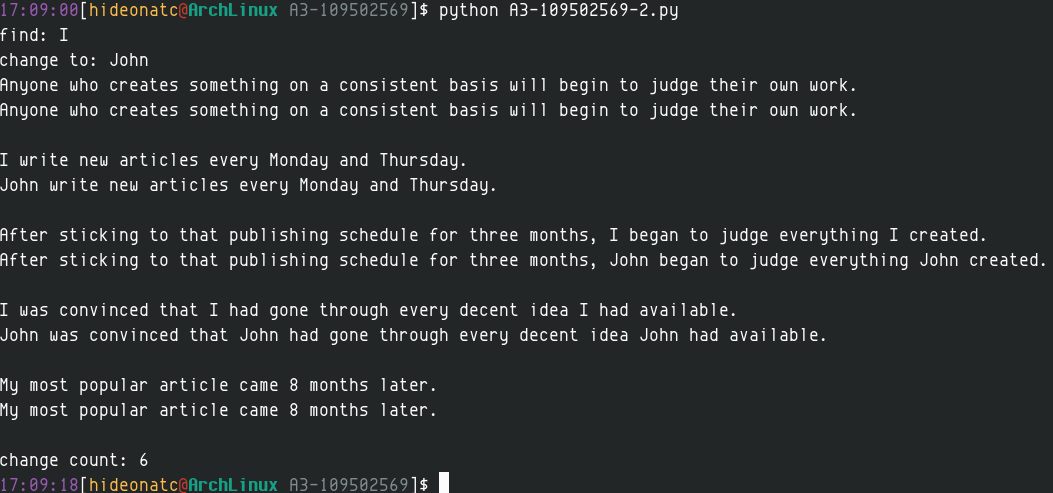 17:09:00[hideonatc@ArchLinux A3-109502569]$ python A3-109502569-2.py
find: I
change to: John
Anyone who creates something on a consistent basis will begin to judge their own work.
Anyone who creates something on a consistent basis will begin to judge their own work.
I write new articles every Monday and Thursday.
John write new articles every Monday and Thursday.
After sticking to that publishing schedule for three months, I began to judge everything I created.
After sticking to that publishing schedule for three months, John began to judge everything John created.
I was convinced that I had gone through every decent idea I had available.
John was convinced that John had gone through every decent idea John had available.
My most popular article came 8 months later.
My most popular article came 8 months later.
change count: 6
17:09:18[hideonatc@ArchLinux A3-109502569]$